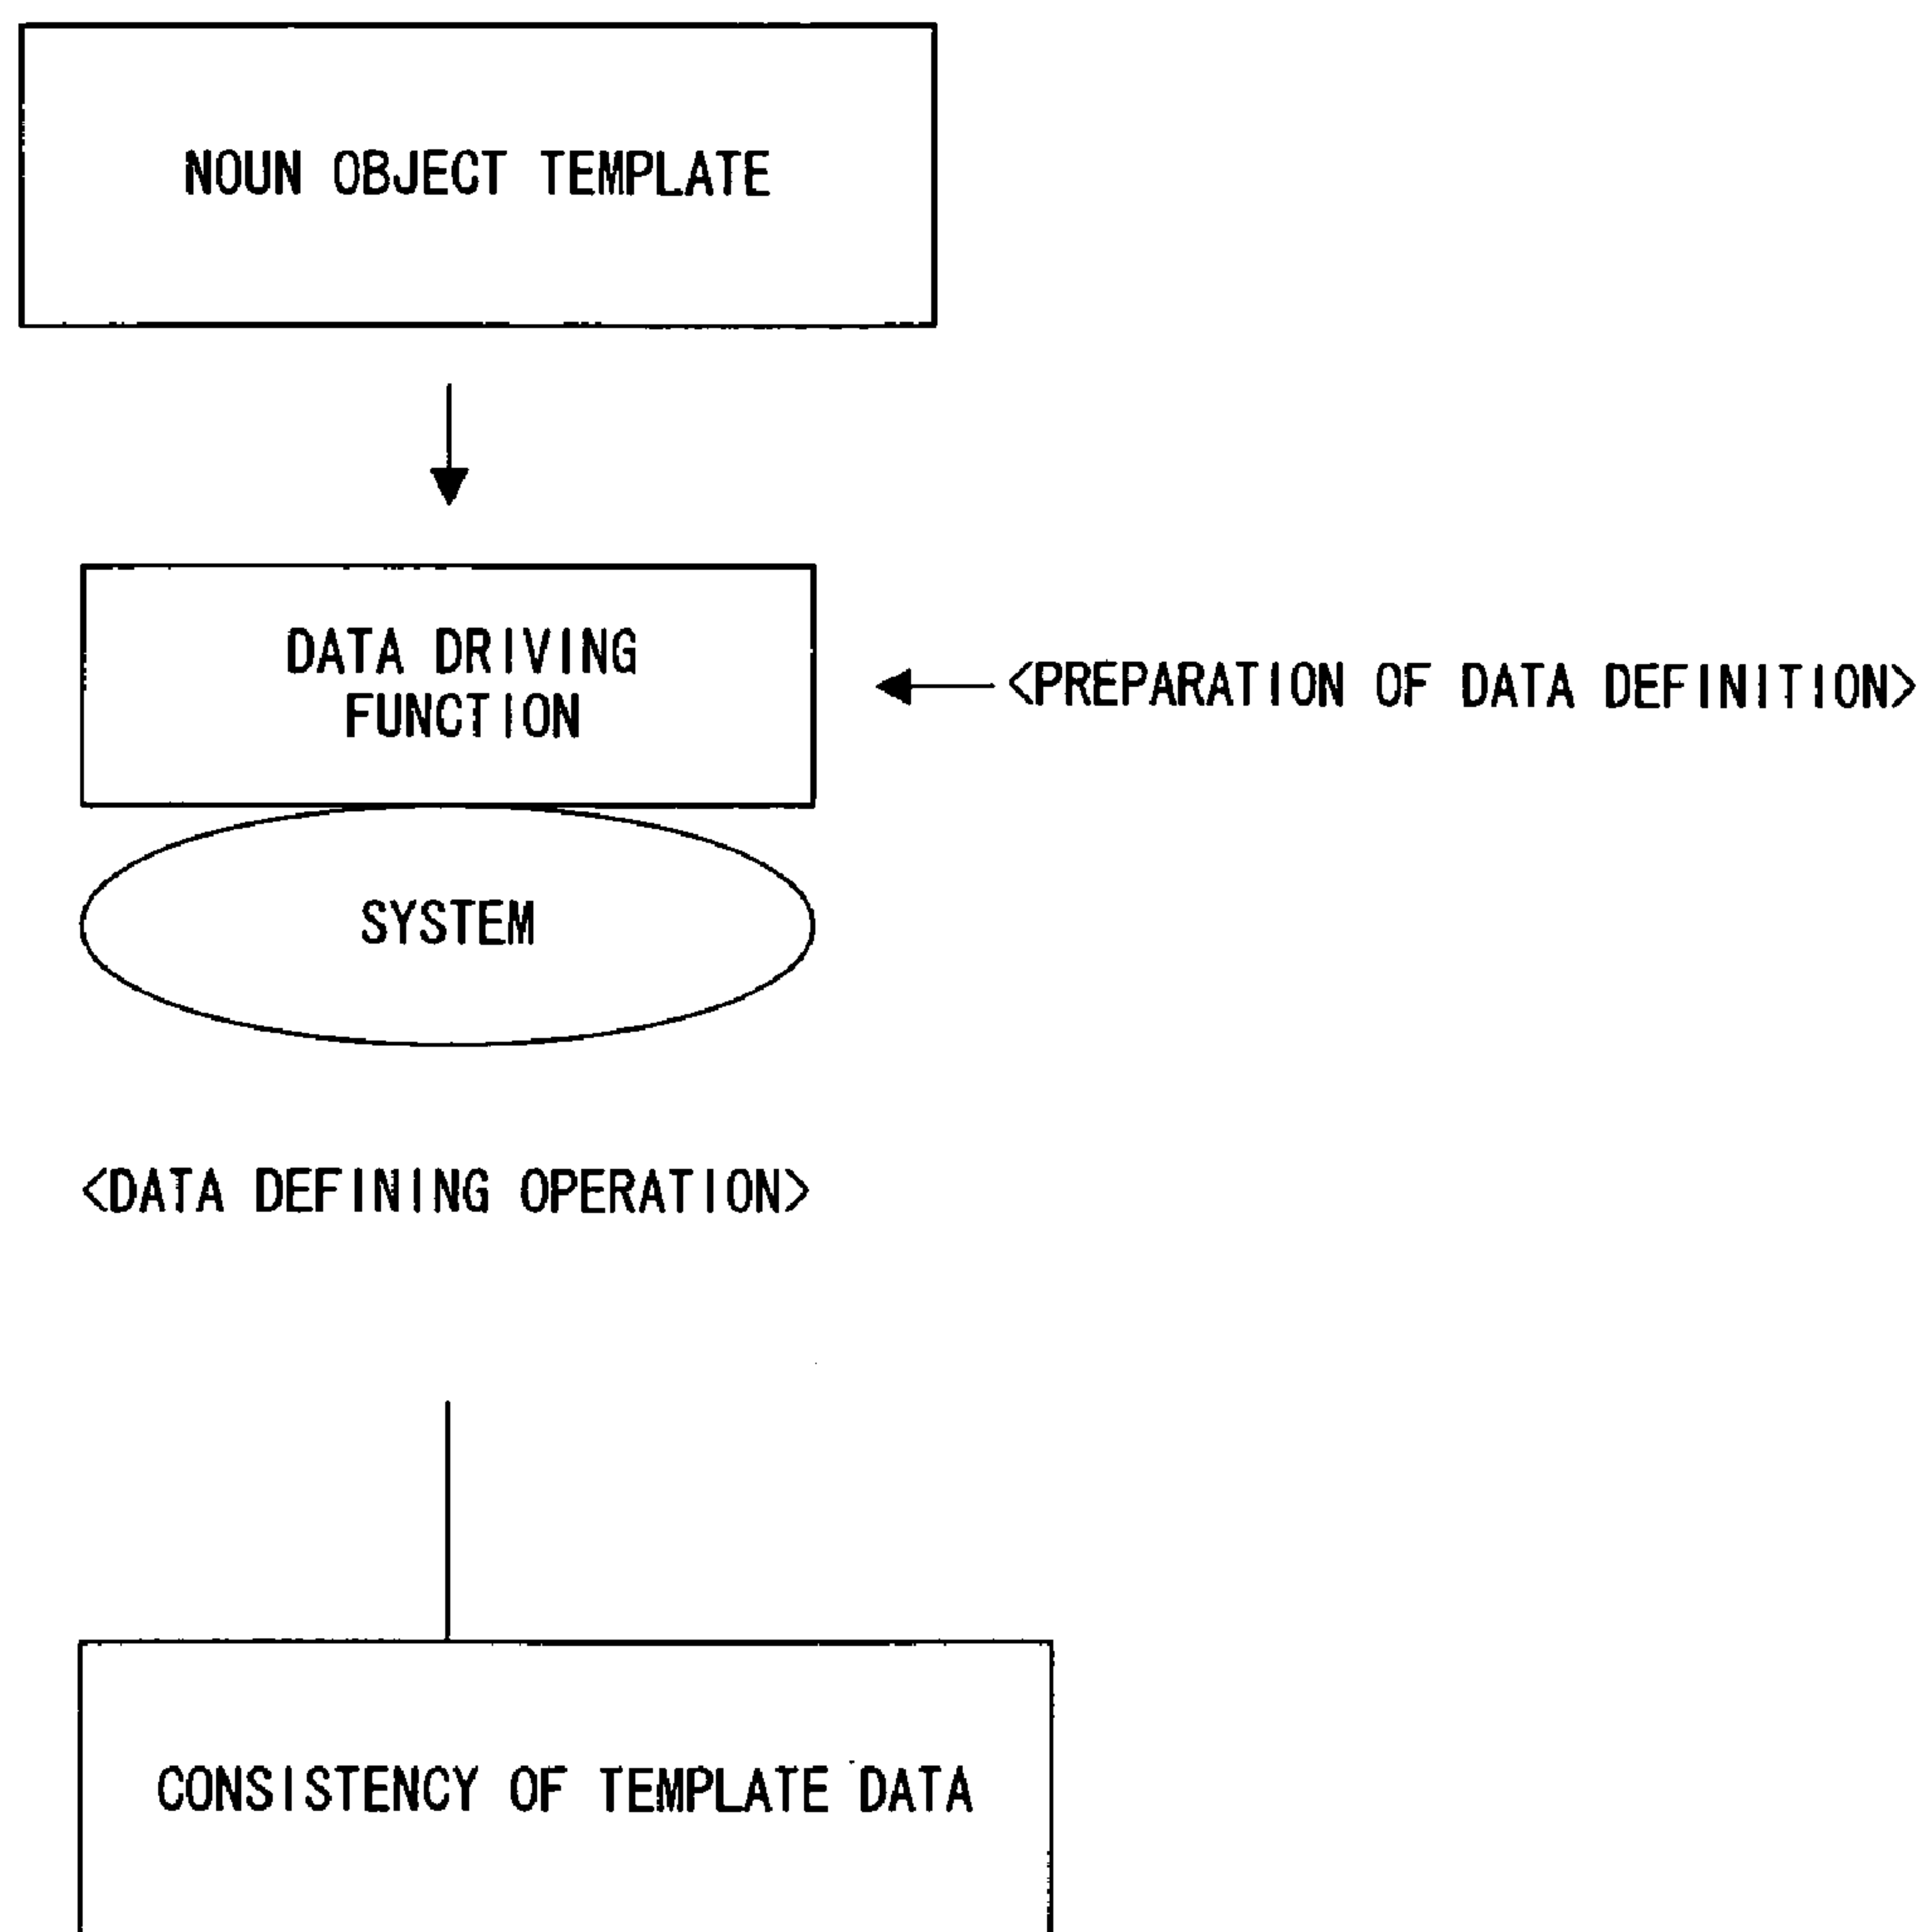 NOUN OBJECT TEMPLATE
DATA DRIVING
FUNCTION
<PREPARATION OF DATA DEFINITION>
SYSTEM
<DATA DEFINING OPERATION>
CONSISTENCY OF TEMPLATE DATA